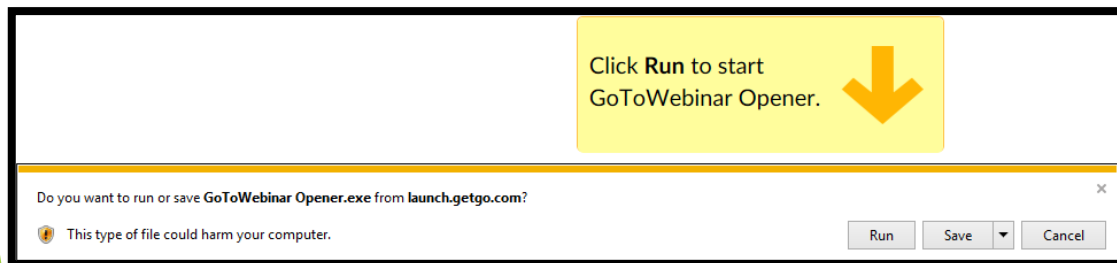 Click Run to start
GoToWebinar Opener.
Do you want to run or save GoToWebinar Opener.exe from launch.getgo.com?
This type of file could harm your computer.
Run Save Cancel